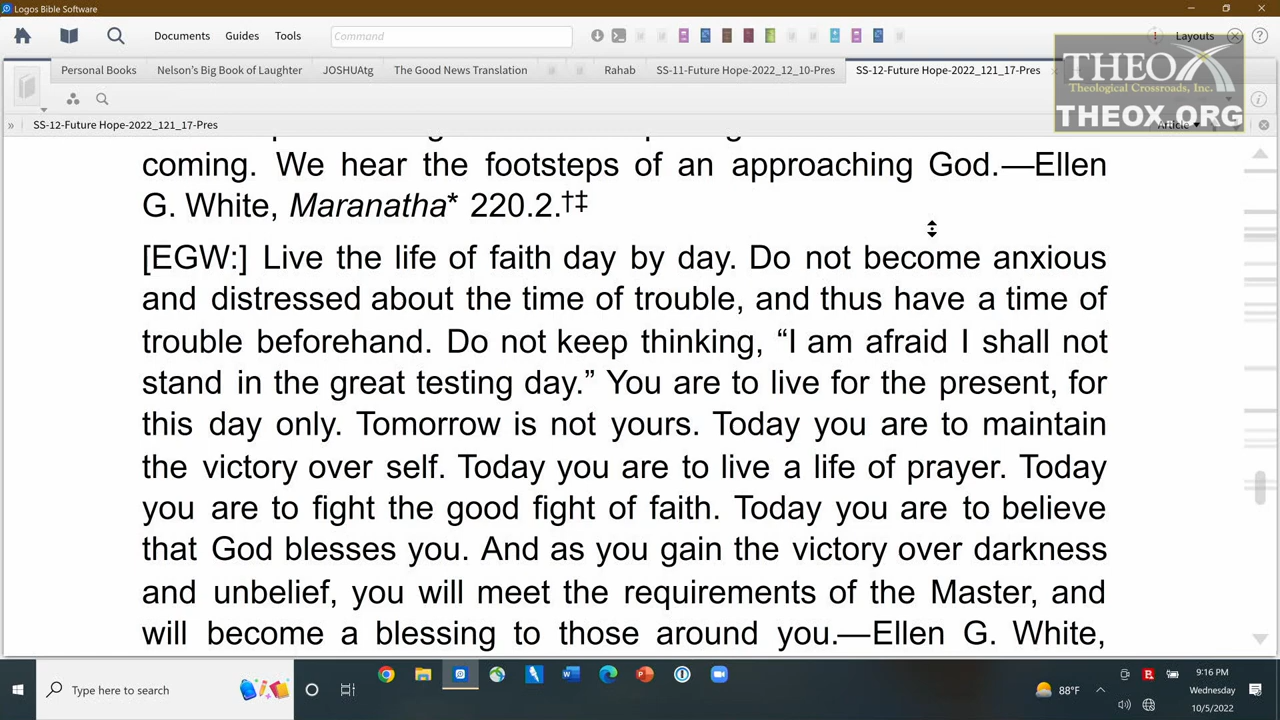 Logos Bible Software
Documents Guides Tools Command Layouts
Personal Books Nelson's Big Book of Laughter JOSHUAtg The Good News Translation Rahab SS-11-Future Hope-2022_12_10-Pres SS-12-Future Hope-2022_121_17-Pres
THEOX
Theological Crossroads, Inc.
THEOX.ORG
SS-12-Future Hope-2022_121_17-Pres Article
coming. We hear the footsteps of an approaching God.—Ellen
G. White, Maranatha* 220.2.†‡
[EGW:] Live the life of faith day by day. Do not become anxious
and distressed about the time of trouble, and thus have a time of
trouble beforehand. Do not keep thinking, “I am afraid I shall not
stand in the great testing day.” You are to live for the present, for
this day only. Tomorrow is not yours. Today you are to maintain
the victory over self. Today you are to live a life of prayer. Today
you are to fight the good fight of faith. Today you are to believe
that God blesses you. And as you gain the victory over darkness
and unbelief, you will meet the requirements of the Master, and
will become a blessing to those around you.—Ellen G. White,
Type here to search
88°F
9:16 PM
Wednesday
10/5/2022